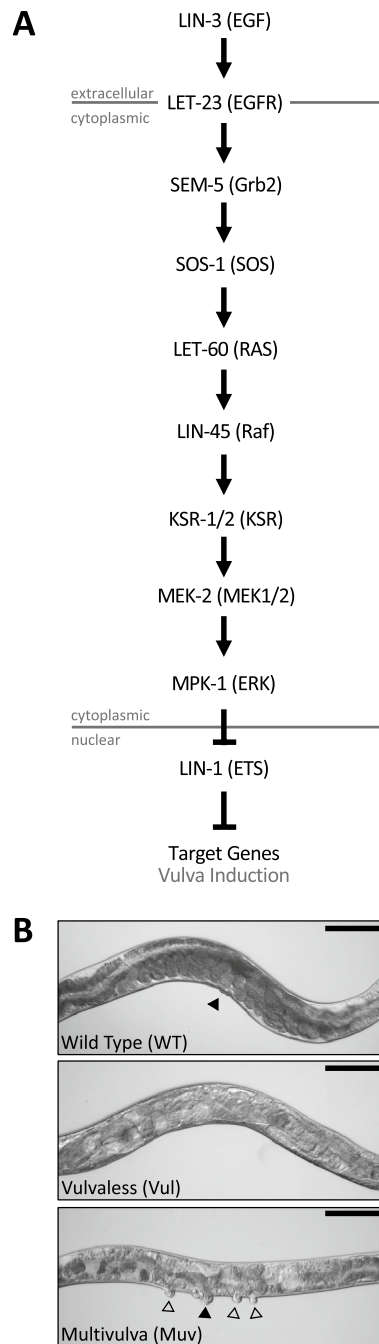 A
LIN-3 (EGF)
extracellular
LET-23 (EGFR)
cytoplasmic
SEM-5 (Grb2)
SOS-1 (SOS)
LET-60 (RAS)
LIN-45 (Raf)
KSR-1/2 (KSR)
MEK-2 (MEK1/2)
MPK-1 (ERK)
cytoplasmic
nuclear
LIN-1 (ETS)
Target Genes
Vulva Induction
B
Wild Type (WT)
Vulvaless (Vul)
Multivulva (Muv)